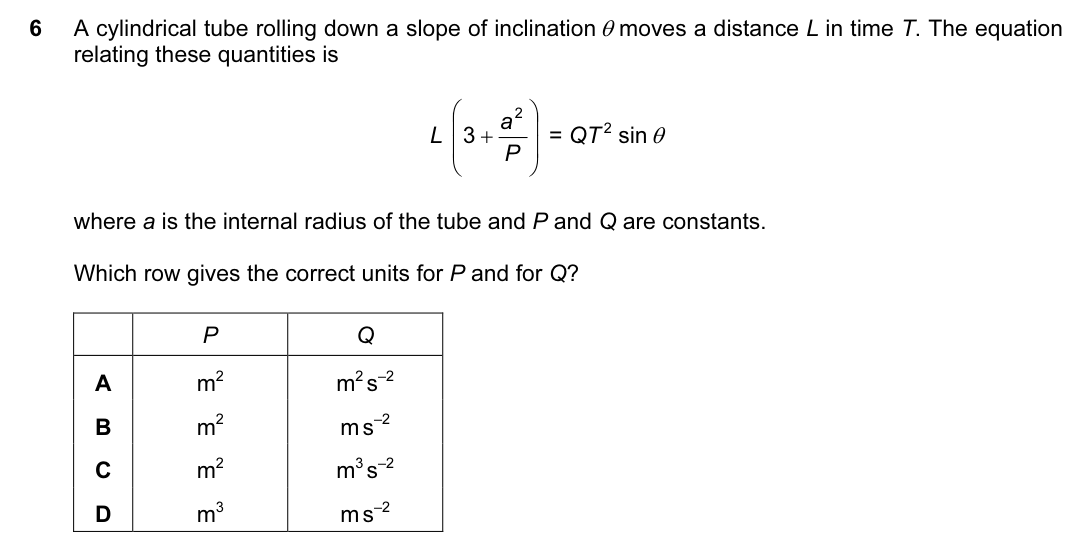 6 A cylindrical tube rolling down a slope of inclination θ moves a distance L in time T. The equation
relating these quantities is
L (3 + a²/P) = QT² sin θ
where a is the internal radius of the tube and P and Q are constants.
Which row gives the correct units for P and for Q?
P Q
A m² m² s⁻²
B m² m s⁻²
C m² m³ s⁻²
D m³ m s⁻²